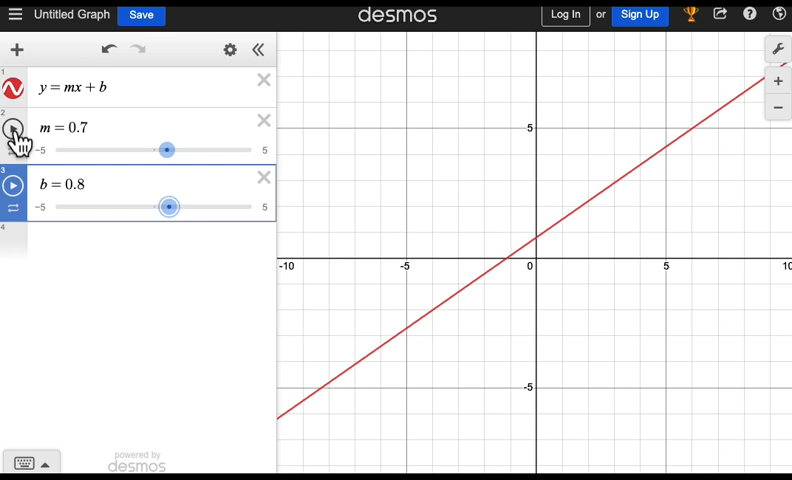 Untitled Graph Save desmos Log In or Sign Up
1
y = mx + b
2
m = 0.7
-5 5
3
b = 0.8
-5 5
4
powered by
desmos
5
-10 -5 0 5 10
-5